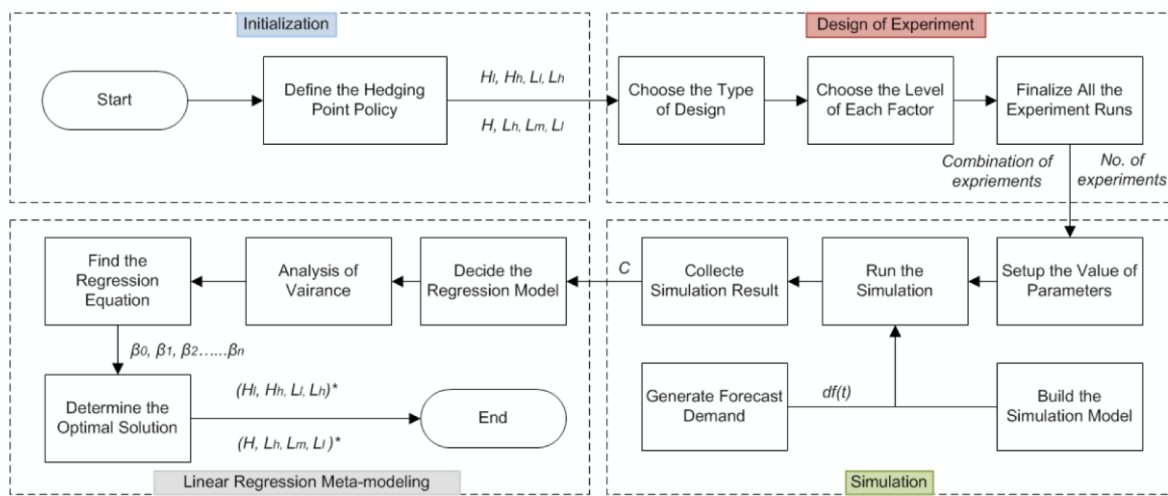 Initialization
Start
Define the Hedging
Point Policy
Hl, Hh, Ll, Lh
H, Lh, Lm, Ll
Design of Experiment
Choose the Type
of Design
Choose the Level
of Each Factor
Finalize All the
Experiment Runs
Combination of
expriements
No. of
experiments
Setup the Value of
Parameters
Run the
Simulation
Collecte
Simulation Result
C
Generate Forecast
Demand
df(t)
Build the
Simulation Model
Simulation
Decide the
Regression Model
Analysis of
Vairance
Find the
Regression
Equation
β0, β1, β2......βn
Determine the
Optimal Solution
(Hl, Hh, Ll, Lh)*
(H, Lh, Lm, Ll )*
End
Linear Regression Meta-modeling